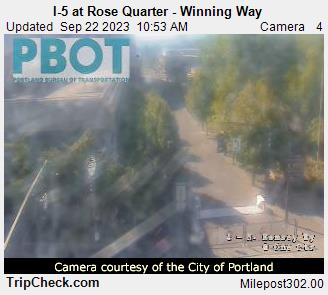 I-5 at Rose Quarter - Winning Way
Updated Sep 22 2023 10:53 AM Camera 4
PBOT
PORTLAND BUREAU OF TRANSPORTATION
Camera courtesy of the City of Portland
TripCheck.com Milepost302.00